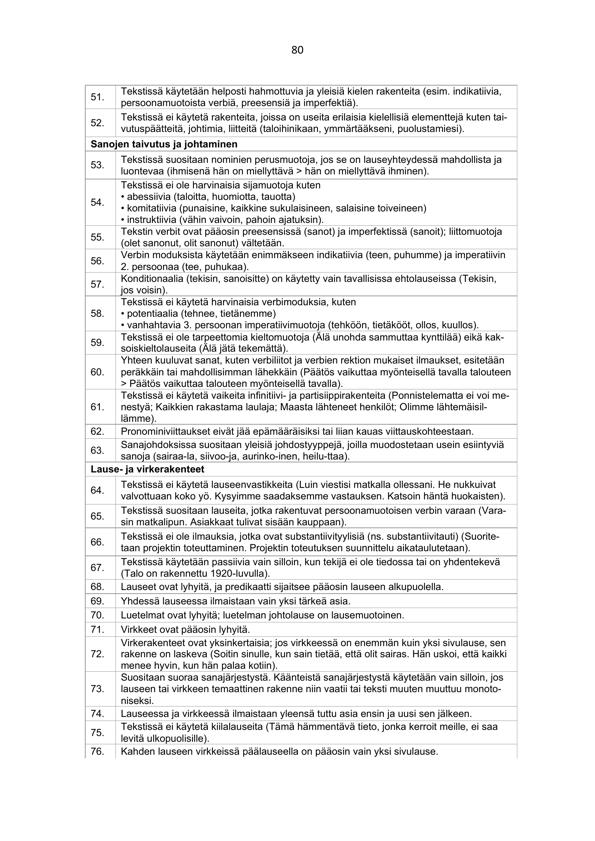 80
51. Tekstissä käytetään helposti hahmottuvia ja yleisiä kielen rakenteita (esim. indikatiivia,
persoonamuotoista verbiä, preesensiä ja imperfektiä).
52. Tekstissä ei käytetä rakenteita, joissa on useita erilaisia kielellisiä elementtejä kuten tai-
vutuspäätteitä, johtimia, liitteitä (taloihinikaan, ymmärtääkseni, puolustamiesi).
Sanojen taivutus ja johtaminen
53. Tekstissä suositaan nominien perusmuotoja, jos se on lauseyhteydessä mahdollista ja
luontevaa (ihmisenä hän on miellyttävä > hän on miellyttävä ihminen).
54. Tekstissä ei ole harvinaisia sijamuotoja kuten
• abessiivia (taloitta, huomiotta, tauotta)
• komitatiivia (punaisine, kaikkine sukulaisineen, salaisine toiveineen)
• instruktiivia (vähin vaivoin, pahoin ajatuksin).
55. Tekstin verbit ovat pääosin preesensissä (sanot) ja imperfektissä (sanoit); liittomuotoja
(olet sanonut, olit sanonut) vältetään.
56. Verbin moduksista käytetään enimmäkseen indikatiivia (teen, puhumme) ja imperatiivin
2. persoonaa (tee, puhukaa).
57. Konditionaalia (tekisin, sanoisitte) on käytetty vain tavallisissa ehtolauseissa (Tekisin,
jos voisin).
58. Tekstissä ei käytetä harvinaisia verbimoduksia, kuten
• potentiaalia (tehnee, tietänemme)
• vanhahtavia 3. persoonan imperatiivimuotoja (tehköön, tietäkööt, ollos, kuullos).
59. Tekstissä ei ole tarpeettomia kieltomuotoja (Älä unohda sammuttaa kynttilää) eikä kak-
soiskieltolauseita (Älä jätä tekemättä).
60. Yhteen kuuluvat sanat, kuten verbiliitot ja verbien rektion mukaiset ilmaukset, esitetään
peräkkäin tai mahdollisimman lähekkäin (Päätös vaikuttaa myönteisellä tavalla talouteen
> Päätös vaikuttaa talouteen myönteisellä tavalla).
61. Tekstissä ei käytetä vaikeita infinitiivi- ja partisiippirakenteita (Ponnistelematta ei voi me-
nestyä; Kaikkien rakastama laulaja; Maasta lähteneet henkilöt; Olimme lähtemäisil-
lämme).
62. Pronominiviittaukset eivät jää epämääräisiksi tai liian kauas viittauskohteestaan.
63. Sanajohdoksissa suositaan yleisiä johdostyyppejä, joilla muodostetaan usein esiintyviä
sanoja (sairaa-la, siivoo-ja, aurinko-inen, heilu-ttaa).
Lause- ja virkerakenteet
64. Tekstissä ei käytetä lauseenvastikkeita (Luin viestisi matkalla ollessani. He nukkuivat
valvottuaan koko yö. Kysyimme saadaksemme vastauksen. Katsoin häntä huokaisten).
65. Tekstissä suositaan lauseita, jotka rakentuvat persoonamuotoisen verbin varaan (Vara-
sin matkalipun. Asiakkaat tulivat sisään kauppaan).
66. Tekstissä ei ole ilmauksia, jotka ovat substantiivityylisiä (ns. substantiivitauti) (Suorite-
taan projektin toteuttaminen. Projektin toteutuksen suunnittelu aikataulutetaan).
67. Tekstissä käytetään passiivia vain silloin, kun tekijä ei ole tiedossa tai on yhdentekevä
(Talo on rakennettu 1920-luvulla).
68. Lauseet ovat lyhyitä, ja predikaatti sijaitsee pääosin lauseen alkupuolella.
69. Yhdessä lauseessa ilmaistaan vain yksi tärkeä asia.
70. Luetelmat ovat lyhyitä; luetelman johtolause on lausemuotoinen.
71. Virkkeet ovat pääosin lyhyitä.
72. Virkerakenteet ovat yksinkertaisia; jos virkkeessä on enemmän kuin yksi sivulause, sen
rakenne on laskeva (Soitin sinulle, kun sain tietää, että olit sairas. Hän uskoi, että kaikki
menee hyvin, kun hän palaa kotiin).
73. Suositaan suoraa sanajärjestystä. Käänteistä sanajärjestystä käytetään vain silloin, jos
lauseen tai virkkeen temaattinen rakenne niin vaatii tai teksti muuten muuttuu monoto-
niseksi.
74. Lauseessa ja virkkeessä ilmaistaan yleensä tuttu asia ensin ja uusi sen jälkeen.
75. Tekstissä ei käytetä kiilalauseita (Tämä hämmentävä tieto, jonka kerroit meille, ei saa
levitä ulkopuolisille).
76. Kahden lauseen virkkeissä päälauseella on pääosin vain yksi sivulause.